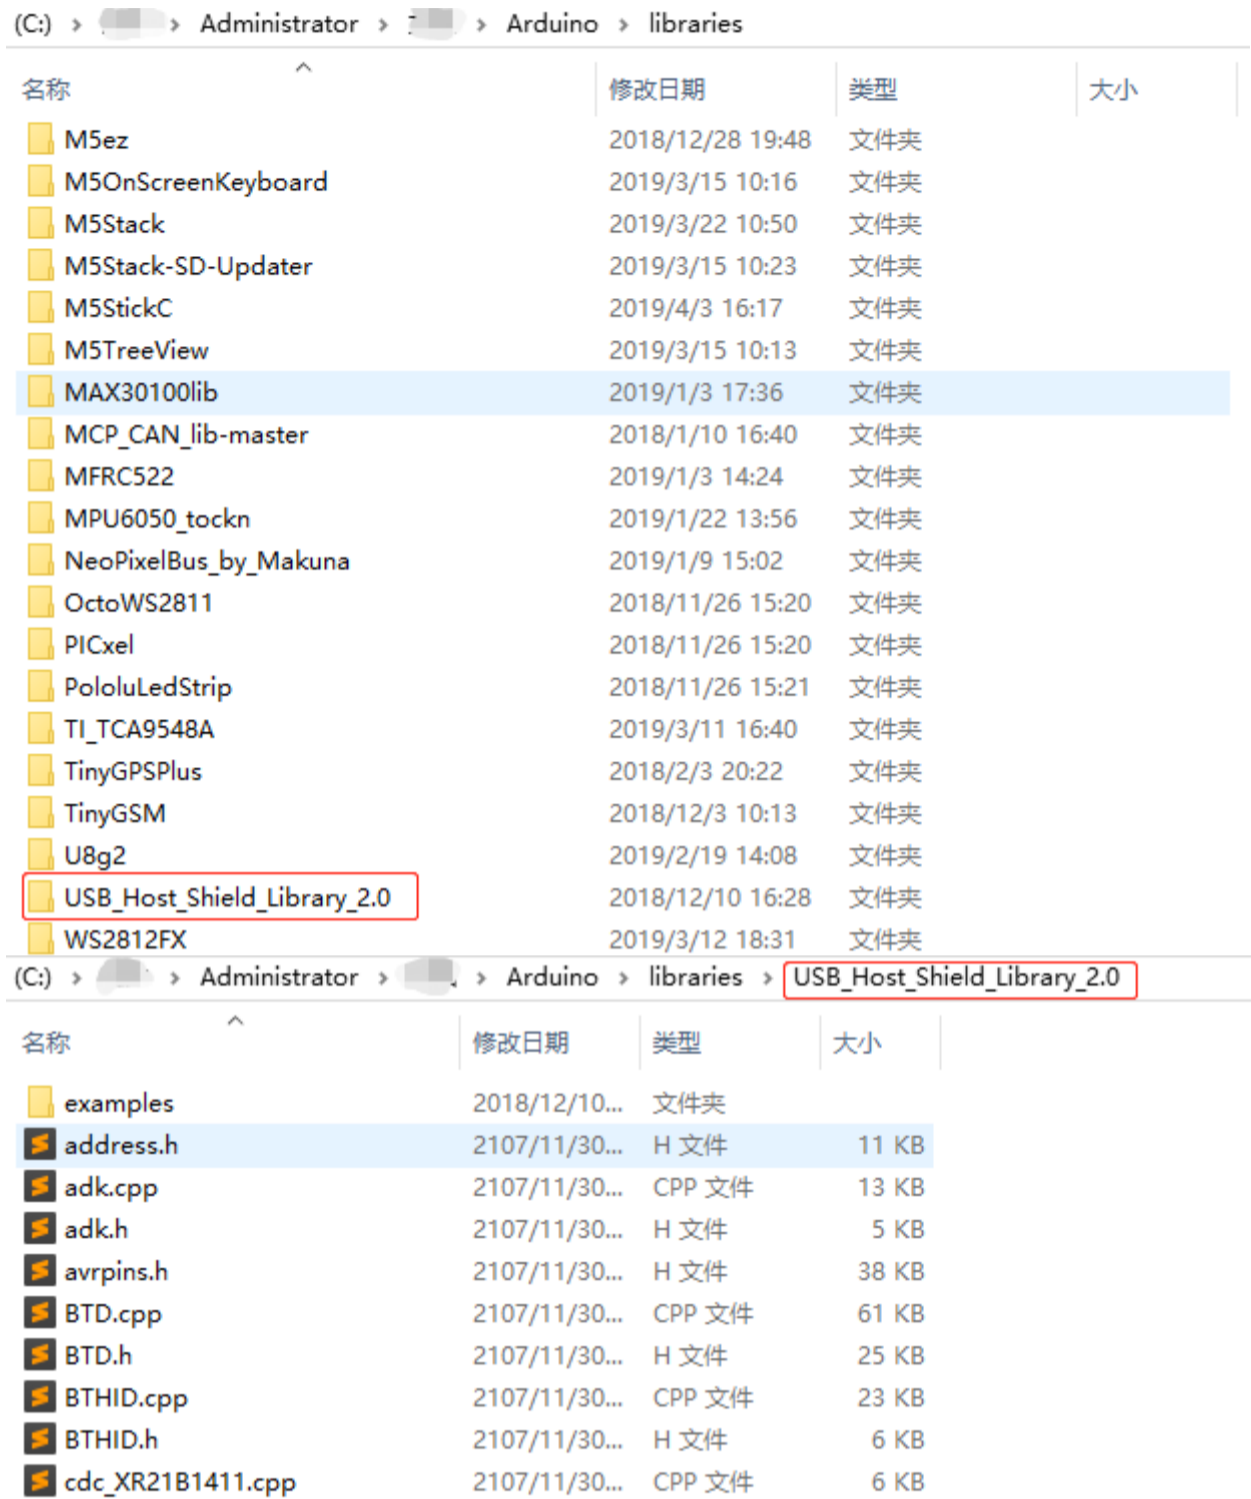 (C:) > > Administrator > > Arduino > libraries
名称 修改日期 类型 大小
M5ez 2018/12/28 19:48 文件夹
M5OnScreenKeyboard 2019/3/15 10:16 文件夹
M5Stack 2019/3/22 10:50 文件夹
M5Stack-SD-Updater 2019/3/15 10:23 文件夹
M5StickC 2019/4/3 16:17 文件夹
M5TreeView 2019/3/15 10:13 文件夹
MAX30100lib 2019/1/3 17:36 文件夹
MCP_CAN_lib-master 2018/1/10 16:40 文件夹
MFRC522 2019/1/3 14:24 文件夹
MPU6050_tockn 2019/1/22 13:56 文件夹
NeoPixelBus_by_Makuna 2019/1/9 15:02 文件夹
OctoWS2811 2018/11/26 15:20 文件夹
PICxel 2018/11/26 15:20 文件夹
PololuLedStrip 2018/11/26 15:21 文件夹
TI_TCA9548A 2019/3/11 16:40 文件夹
TinyGPSPlus 2018/2/3 20:22 文件夹
TinyGSM 2018/12/3 10:13 文件夹
U8g2 2019/2/19 14:08 文件夹
USB_Host_Shield_Library_2.0 2018/12/10 16:28 文件夹
WS2812FX 2019/3/12 18:31 文件夹
(C:) > > Administrator > > Arduino > libraries > USB_Host_Shield_Library_2.0
名称 修改日期 类型 大小
examples 2018/12/10... 文件夹
address.h 2107/11/30... H 文件 11 KB
adk.cpp 2107/11/30... CPP 文件 13 KB
adk.h 2107/11/30... H 文件 5 KB
avrpins.h 2107/11/30... H 文件 38 KB
BTD.cpp 2107/11/30... CPP 文件 61 KB
BTD.h 2107/11/30... H 文件 25 KB
BTHID.cpp 2107/11/30... CPP 文件 23 KB
BTHID.h 2107/11/30... H 文件 6 KB
cdc_XR21B1411.cpp 2107/11/30... CPP 文件 6 KB